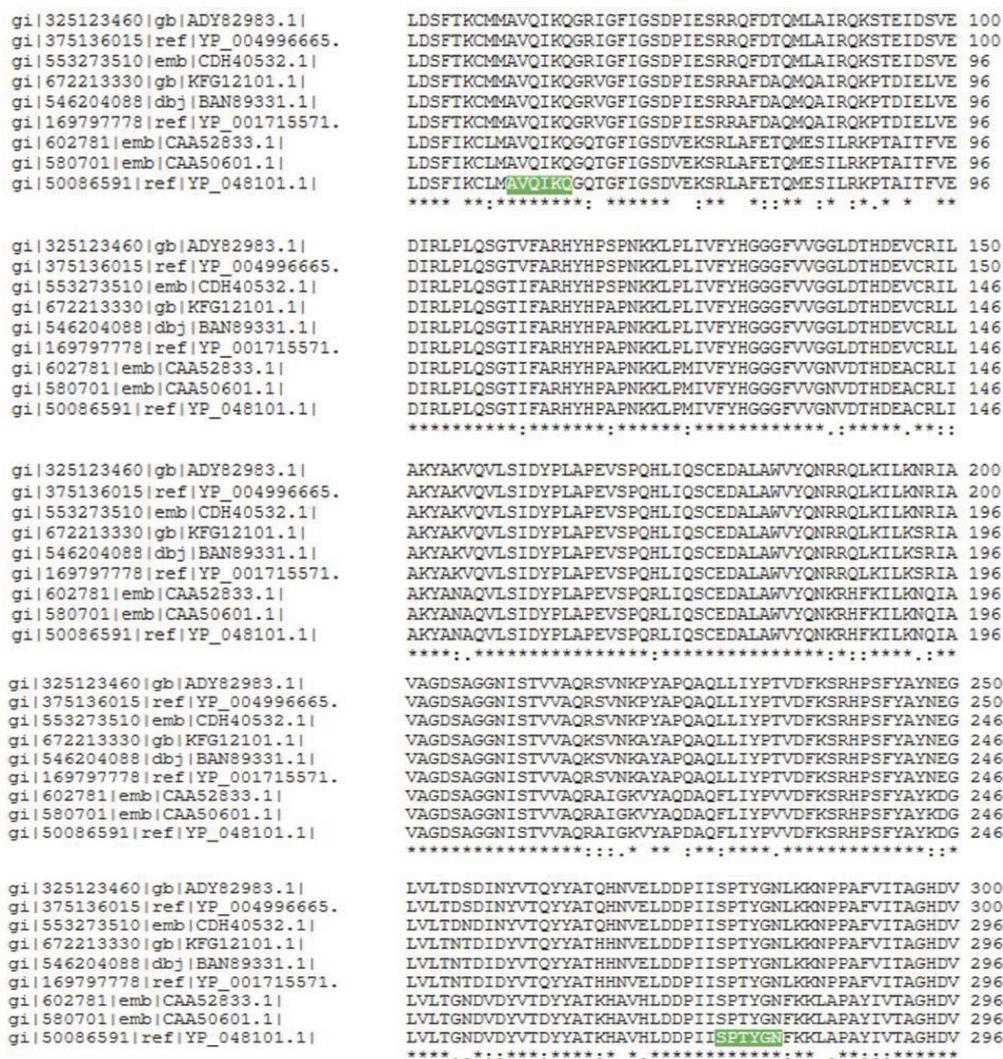 gi|325123460|gb|ADY82983.1| LDSFTKCMMAVQIKQGRIGFIGSDPIESRRQFDTQMLAIRQKSTEIDSVE 100
gi|375136015|ref|YP_004996665. LDSFTKCMMAVQIKQGRIGFIGSDPIESRRQFDTQMLAIRQKSTEIDSVE 100
gi|553273510|emb|CDH40532.1| LDSFTKCMMAVQIKQGRIGFIGSDPIESRRQFDTQMLAIRQKSTEIDSVE 96
gi|672213330|gb|KFG12101.1| LDSFTKCMMAVQIKQGRVGFIGSDPIESRRAFDAQMQAIRQKPTDIELVE 96
gi|546204088|dbj|BAN89331.1| LDSFTKCMMAVQIKQGRVGFIGSDPIESRRAFDAQMQAIRQKPTDIELVE 96
gi|169797778|ref|YP_001715571. LDSFTKCMMAVQIKQGRVGFIGSDPIESRRAFDAQMQAIRQKPTDIELVE 96
gi|602781|emb|CAA52833.1| LDSFIKCLMAVQIKQGQTGFIGSDVEKSRLAFETQMESILRKPTAITFVE 96
gi|580701|emb|CAA50601.1| LDSFIKCLMAVQIKQGQTGFIGSDVEKSRLAFETQMESILRKPTAITFVE 96
gi|50086591|ref|YP_048101.1| LDSFIKCLMAVQIKQGQTGFIGSDVEKSRLAFETQMESILRKPTAITFVE 96
**** **:********: ****** :** *::** :* :*.* * **
gi|325123460|gb|ADY82983.1| DIRLPLQSGTVFARHYHPSPNKKLPLIVFYHGGGFVVGGLDTHDEVCRIL 150
gi|375136015|ref|YP_004996665. DIRLPLQSGTVFARHYHPSPNKKLPLIVFYHGGGFVVGGLDTHDEVCRIL 150
gi|553273510|emb|CDH40532.1| DIRLPLQSGTVFARHYHPSPNKKLPLIVFYHGGGFVVGGLDTHDEVCRIL 146
gi|672213330|gb|KFG12101.1| DIRLPLQSGTIFARHYHPAPNKKLPLIVFYHGGGFVVGGLDTHDEVCRLL 146
gi|546204088|dbj|BAN89331.1| DIRLPLQSGTIFARHYHPAPNKKLPLIVFYHGGGFVVGGLDTHDEVCRLL 146
gi|169797778|ref|YP_001715571. DIRLPLQSGTIFARHYHPAPNKKLPLIVFYHGGGFVVGGLDTHDEVCRLL 146
gi|602781|emb|CAA52833.1| DIRLPLQSGTIFARHYHPAPNKKLPMIVFYHGGGFVVGNVDTHDEACRLI 146
gi|580701|emb|CAA50601.1| DIRLPLQSGTIFARHYHPAPNKKLPMIVFYHGGGFVVGNVDTHDEACRLI 146
gi|50086591|ref|YP_048101.1| DIRLPLQSGTIFARHYHPAPNKKLPMIVFYHGGGFVVGNVDTHDEACRLI 146
**********:*******:******:************.:*****.**::
gi|325123460|gb|ADY82983.1| AKYAKVQVLSIDYPLAPEVSPQHLIQSCEDALAWVYQNRRQLKILKNRIA 200
gi|375136015|ref|YP_004996665. AKYAKVQVLSIDYPLAPEVSPQHLIQSCEDALAWVYQNRRQLKILKNRIA 200
gi|553273510|emb|CDH40532.1| AKYAKVQVLSIDYPLAPEVSPQHLIQSCEDALAWVYQNRRQLKILKNRIA 196
gi|672213330|gb|KFG12101.1| AKYAKVQVLSIDYPLAPEVSPQHLIQSCEDALAWVYQNRRQLKILKSRIA 196
gi|546204088|dbj|BAN89331.1| AKYAKVQVLSIDYPLAPEVSPQHLIQSCEDALAWVYQNRRQLKILKSRIA 196
gi|169797778|ref|YP_001715571. AKYAKVQVLSIDYPLAPEVSPQHLIQSCEDALAWVYQNRRQLKILKSRIA 196
gi|602781|emb|CAA52833.1| AKYANAQVLSIDYPLAPEVSPQRLIQSCEDALAWVYQNKRHFKILKNQIA 196
gi|580701|emb|CAA50601.1| AKYANAQVLSIDYPLAPEVSPQRLIQSCEDALAWVYQNKRHFKILKNQIA 196
gi|50086591|ref|YP_048101.1| AKYANAQVLSIDYPLAPEVSPQRLIQSCEDALAWVYQNKRHFKILKNQIA 196
****:.****************:***************:*::****.:**
gi|325123460|gb|ADY82983.1| VAGDSAGGNISTVVAQRSVNKPYAPQAQLLIYPTVDFKSRHPSFYAYNEG 250
gi|375136015|ref|YP_004996665. VAGDSAGGNISTVVAQRSVNKPYAPQAQLLIYPTVDFKSRHPSFYAYNEG 250
gi|553273510|emb|CDH40532.1| VAGDSAGGNISTVVAQRSVNKPYAPQAQLLIYPTVDFKSRHPSFYAYNEG 246
gi|672213330|gb|KFG12101.1| VAGDSAGGNISTVVAQKSVNKAYAPQAQLLIYPTVDFKSRHPSFYAYNEG 246
gi|546204088|dbj|BAN89331.1| VAGDSAGGNISTVVAQKSVNKAYAPQAQLLIYPTVDFKSRHPSFYAYNEG 246
gi|169797778|ref|YP_001715571. VAGDSAGGNISTVVAQRSVNKAYAPQAQLLIYPTVDFKSRHPSFYAYNEG 246
gi|602781|emb|CAA52833.1| VAGDSAGGNISTVVAQRAIGKVYAQDAQFLIYPVVDFKSRHPSFYAYKDG 246
gi|580701|emb|CAA50601.1| VAGDSAGGNISTVVAQRAIGKVYAQDAQFLIYPVVDFKSRHPSFYAYKDG 246
gi|50086591|ref|YP_048101.1| VAGDSAGGNISTVVAQRAIGKVYAPDAQFLIYPVVDFKSRHPSFYAYKDG 246
****************:::.* ** :**:****.*************::*
gi|325123460|gb|ADY82983.1| LVLTDSDINYVTQYYATQHNVELDDPIISPTYGNLKKNPPAFVITAGHDV 300
gi|375136015|ref|YP_004996665. LVLTDSDINYVTQYYATQHNVELDDPIISPTYGNLKKNPPAFVITAGHDV 300
gi|553273510|emb|CDH40532.1| LVLTDNDINYVTQYYATQHNVELDDPIISPTYGNLKKNPPAFVITAGHDV 296
gi|672213330|gb|KFG12101.1| LVLTNTDIDYVTQYYATHHNVELDDPIISPTYGNLKKNPPAFVITAGHDV 296
gi|546204088|dbj|BAN89331.1| LVLTNTDIDYVTQYYATHHNVELDDPIISPTYGNLKKNPPAFVITAGHDV 296
gi|169797778|ref|YP_001715571. LVLTNTDIDYVTQYYATHHNVELDDPIISPTYGNLKKNPPAFVITAGHDV 296
gi|602781|emb|CAA52833.1| LVLTGNDVDYVTDYYATKHAVHLDDPIISPTYGNFKKLAPAYIVTAGHDV 296
gi|580701|emb|CAA50601.1| LVLTGNDVDYVTDYYATKHAVHLDDPIISPTYGNFKKLAPAYIVTAGHDV 296
gi|50086591|ref|YP_048101.1| LVLTGNDVDYVTDYYATKHAVHLDDPIISPTYGNFKKLAPAYIVTAGHDV 296
****..*::***:****:* *.************:** .**:::******